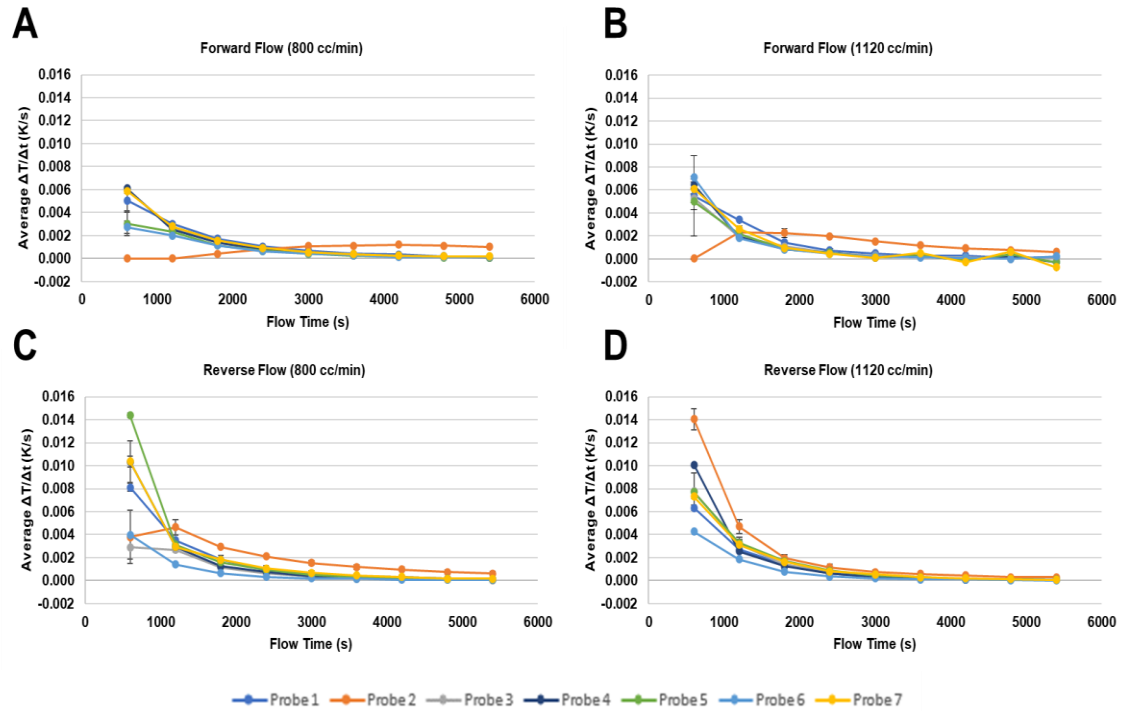 A
Forward Flow (800 cc/min)
Average ΔT/Δt (K/s)
0.016
0.014
0.012
0.010
0.008
0.006
0.004
0.002
0.000
-0.002
0 1000 2000 3000 4000 5000 6000
Flow Time (s)
B
Forward Flow (1120 cc/min)
Average ΔT/Δt (K/s)
0.016
0.014
0.012
0.010
0.008
0.006
0.004
0.002
0.000
-0.002
0 1000 2000 3000 4000 5000 6000
Flow Time (s)
C
Reverse Flow (800 cc/min)
Average ΔT/Δt (K/s)
0.016
0.014
0.012
0.010
0.008
0.006
0.004
0.002
0.000
-0.002
0 1000 2000 3000 4000 5000 6000
Flow Time (s)
D
Reverse Flow (1120 cc/min)
Average ΔT/Δt (K/s)
0.016
0.014
0.012
0.010
0.008
0.006
0.004
0.002
0.000
-0.002
0 1000 2000 3000 4000 5000 6000
Flow Time (s)
Probe 1 Probe 2 Probe 3 Probe 4 Probe 5 Probe 6 Probe 7